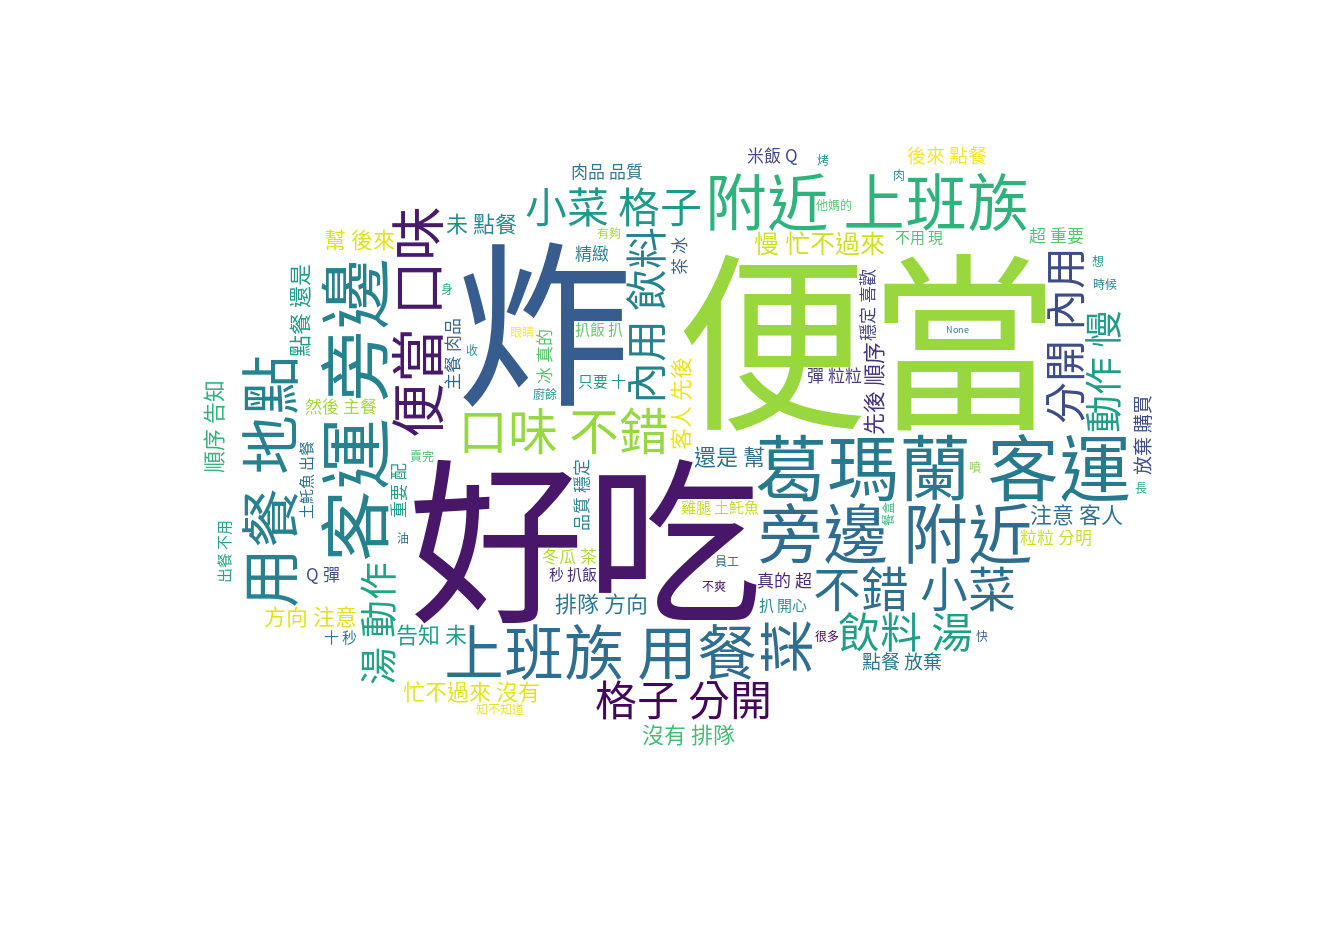 米飯 Q
烤
後來 點餐
肉品 品質
肉
小菜 格子
附近 上班族
他媽的
口味
未 點餐
有夠
幫 後來
精緻
飲料
茶 冰
慢 忙不過來
不用 現
超 重要
便當
炸
內用
想
時候
點餐 還是
旁邊
身
穩定 喜歡
眼睛
扒飯 扒
None
慢
主餐 肉品
收
冰 真的
廚餘
只要 十
內用
客人 先後
彈 粒粒
先後 順序
分開
動作
地點
便當
然後 主餐
順序 告知
口味 不錯
放棄 購買
還是 幫
葛瑪蘭 客運
土魠魚 出餐
賣完
重要 配
好吃
品質 穩定
噴
長
用餐
客運
雞腿 土魠魚
餐盒
旁邊 附近
注意 客人
出餐 不用
油
粒粒 分明
冬瓜 茶
員工
Q 彈
秒 扒飯
不爽
真的 超
不錯 小菜
湯 動作
方向 注意
排隊 方向
扒 開心
十 秒
告知 未
上班族 用餐
菜
很多
飲料 湯
快
點餐 放棄
忙不過來 沒有
知不知道
格子 分開
沒有 排隊